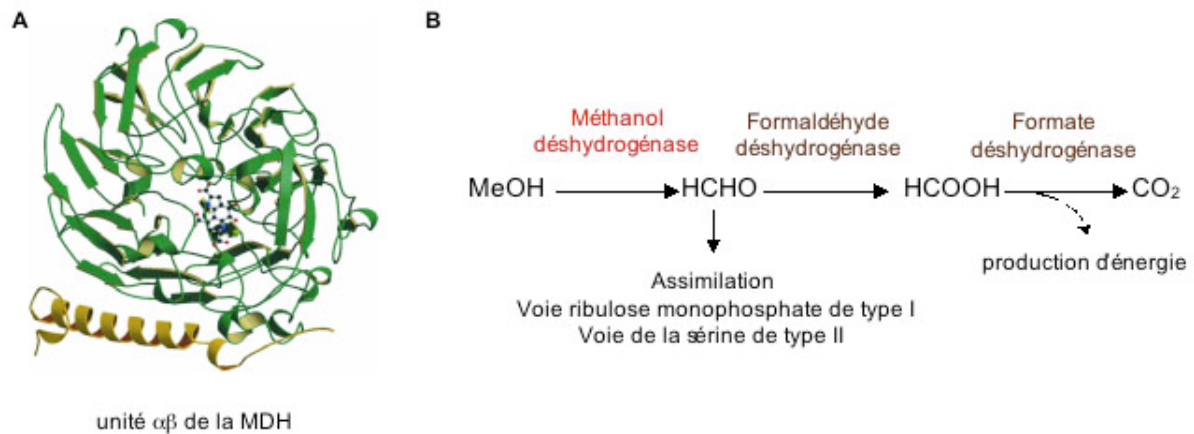 A
unité αβ de la MDH
B
Méthanol
déshydrogénase
Formaldéhyde
déshydrogénase
Formate
déshydrogénase
MeOH
HCHO
HCOOH
CO₂
Assimilation
Voie ribulose monophosphate de type I
Voie de la sérine de type II
production d'énergie